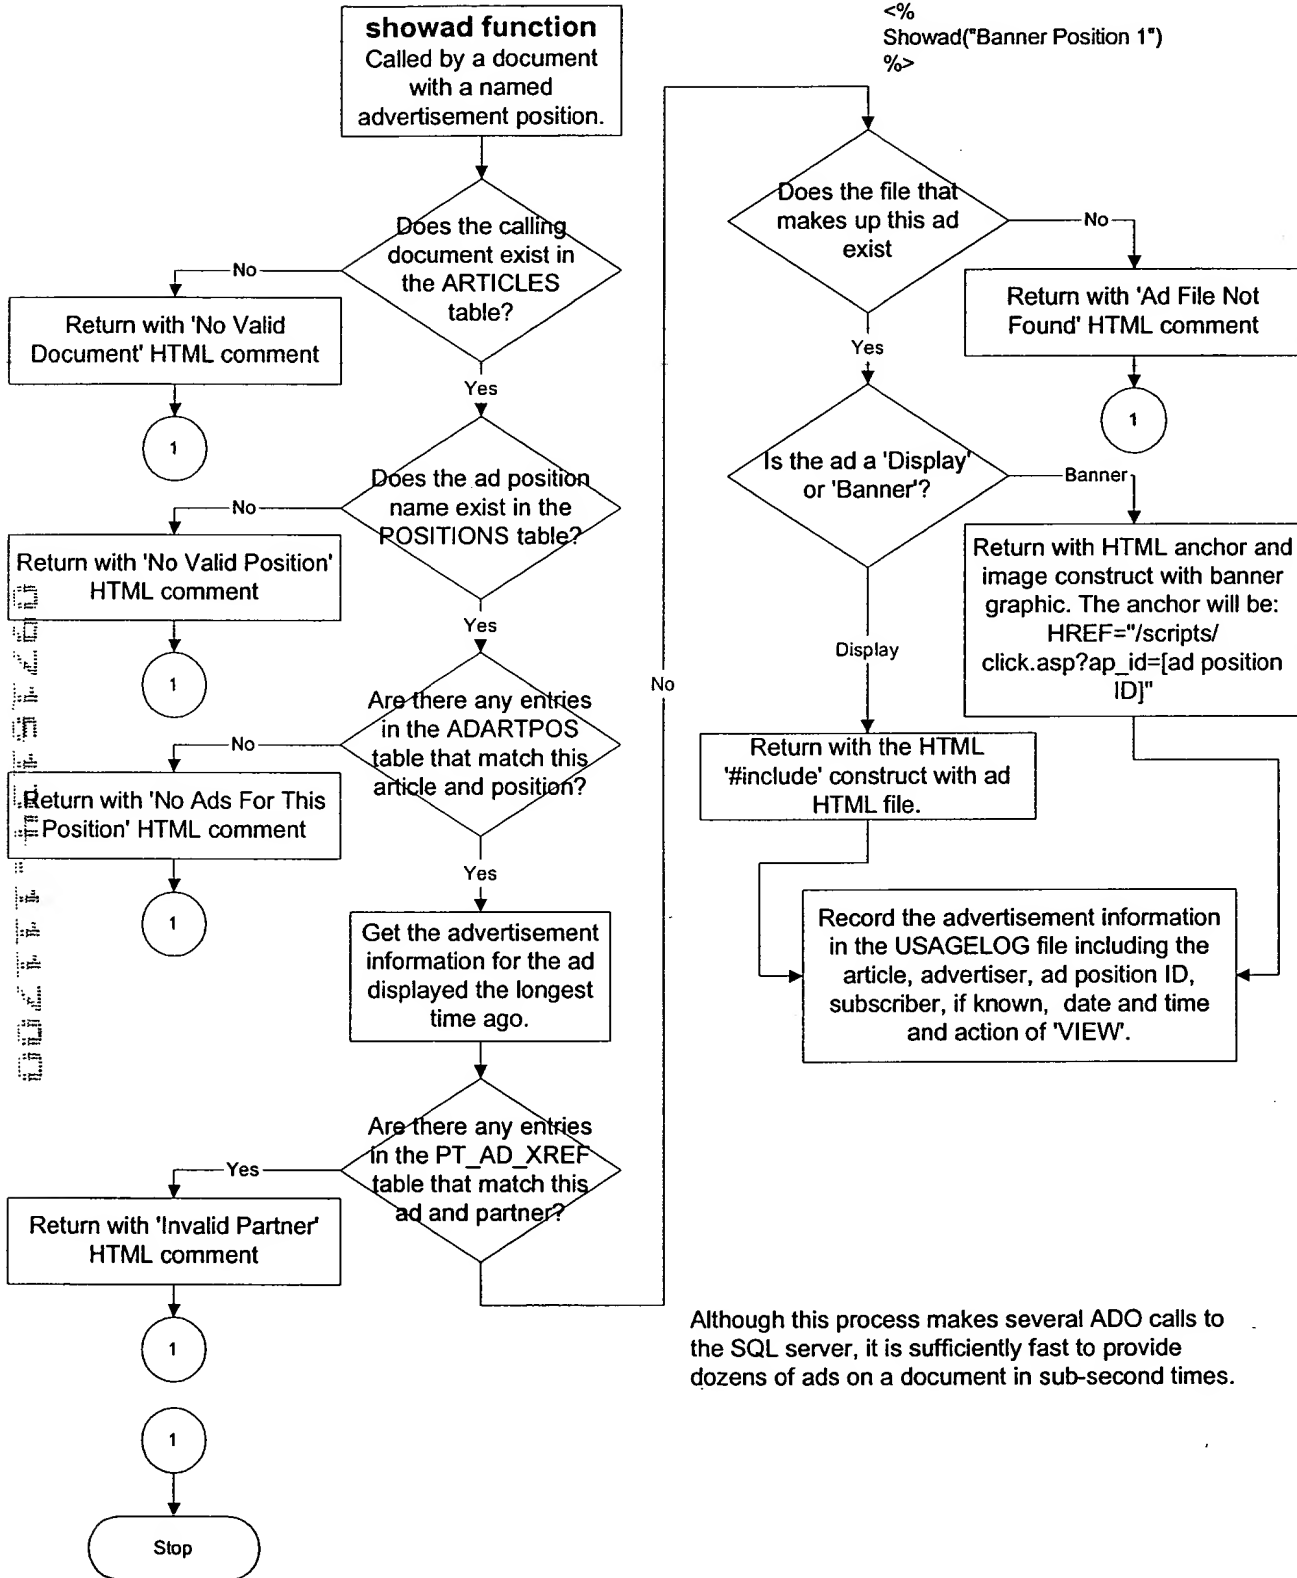 showad function
Called by a document
with a named
advertisement position.
Does the calling
document exist in
the ARTICLES
table?
No
Return with 'No Valid
Document' HTML comment
1
Yes
Does the ad position
name exist in the
POSITIONS table?
No
Return with 'No Valid Position'
HTML comment
1
Yes
Are there any entries
in the ADARTPOS
table that match this
article and position?
No
Return with 'No Ads For This
Position' HTML comment
1
Yes
Get the advertisement
information for the ad
displayed the longest
time ago.
Are there any entries
in the PT_AD_XREF
table that match this
ad and partner?
Yes
Return with 'Invalid Partner'
HTML comment
1
1
Stop
No
<%
Showad("Banner Position 1")
%>
Does the file that
makes up this ad
exist
No
Return with 'Ad File Not
Found' HTML comment
1
Yes
Is the ad a 'Display'
or 'Banner'?
Banner
Return with HTML anchor and
image construct with banner
graphic. The anchor will be:
HREF="/scripts/
click.asp?ap_id=[ad position
ID]"
Display
Return with the HTML
'#include' construct with ad
HTML file.
Record the advertisement information
in the USAGELOG file including the
article, advertiser, ad position ID,
subscriber, if known, date and time
and action of 'VIEW'.
Although this process makes several ADO calls to
the SQL server, it is sufficiently fast to provide
dozens of ads on a document in sub-second times.